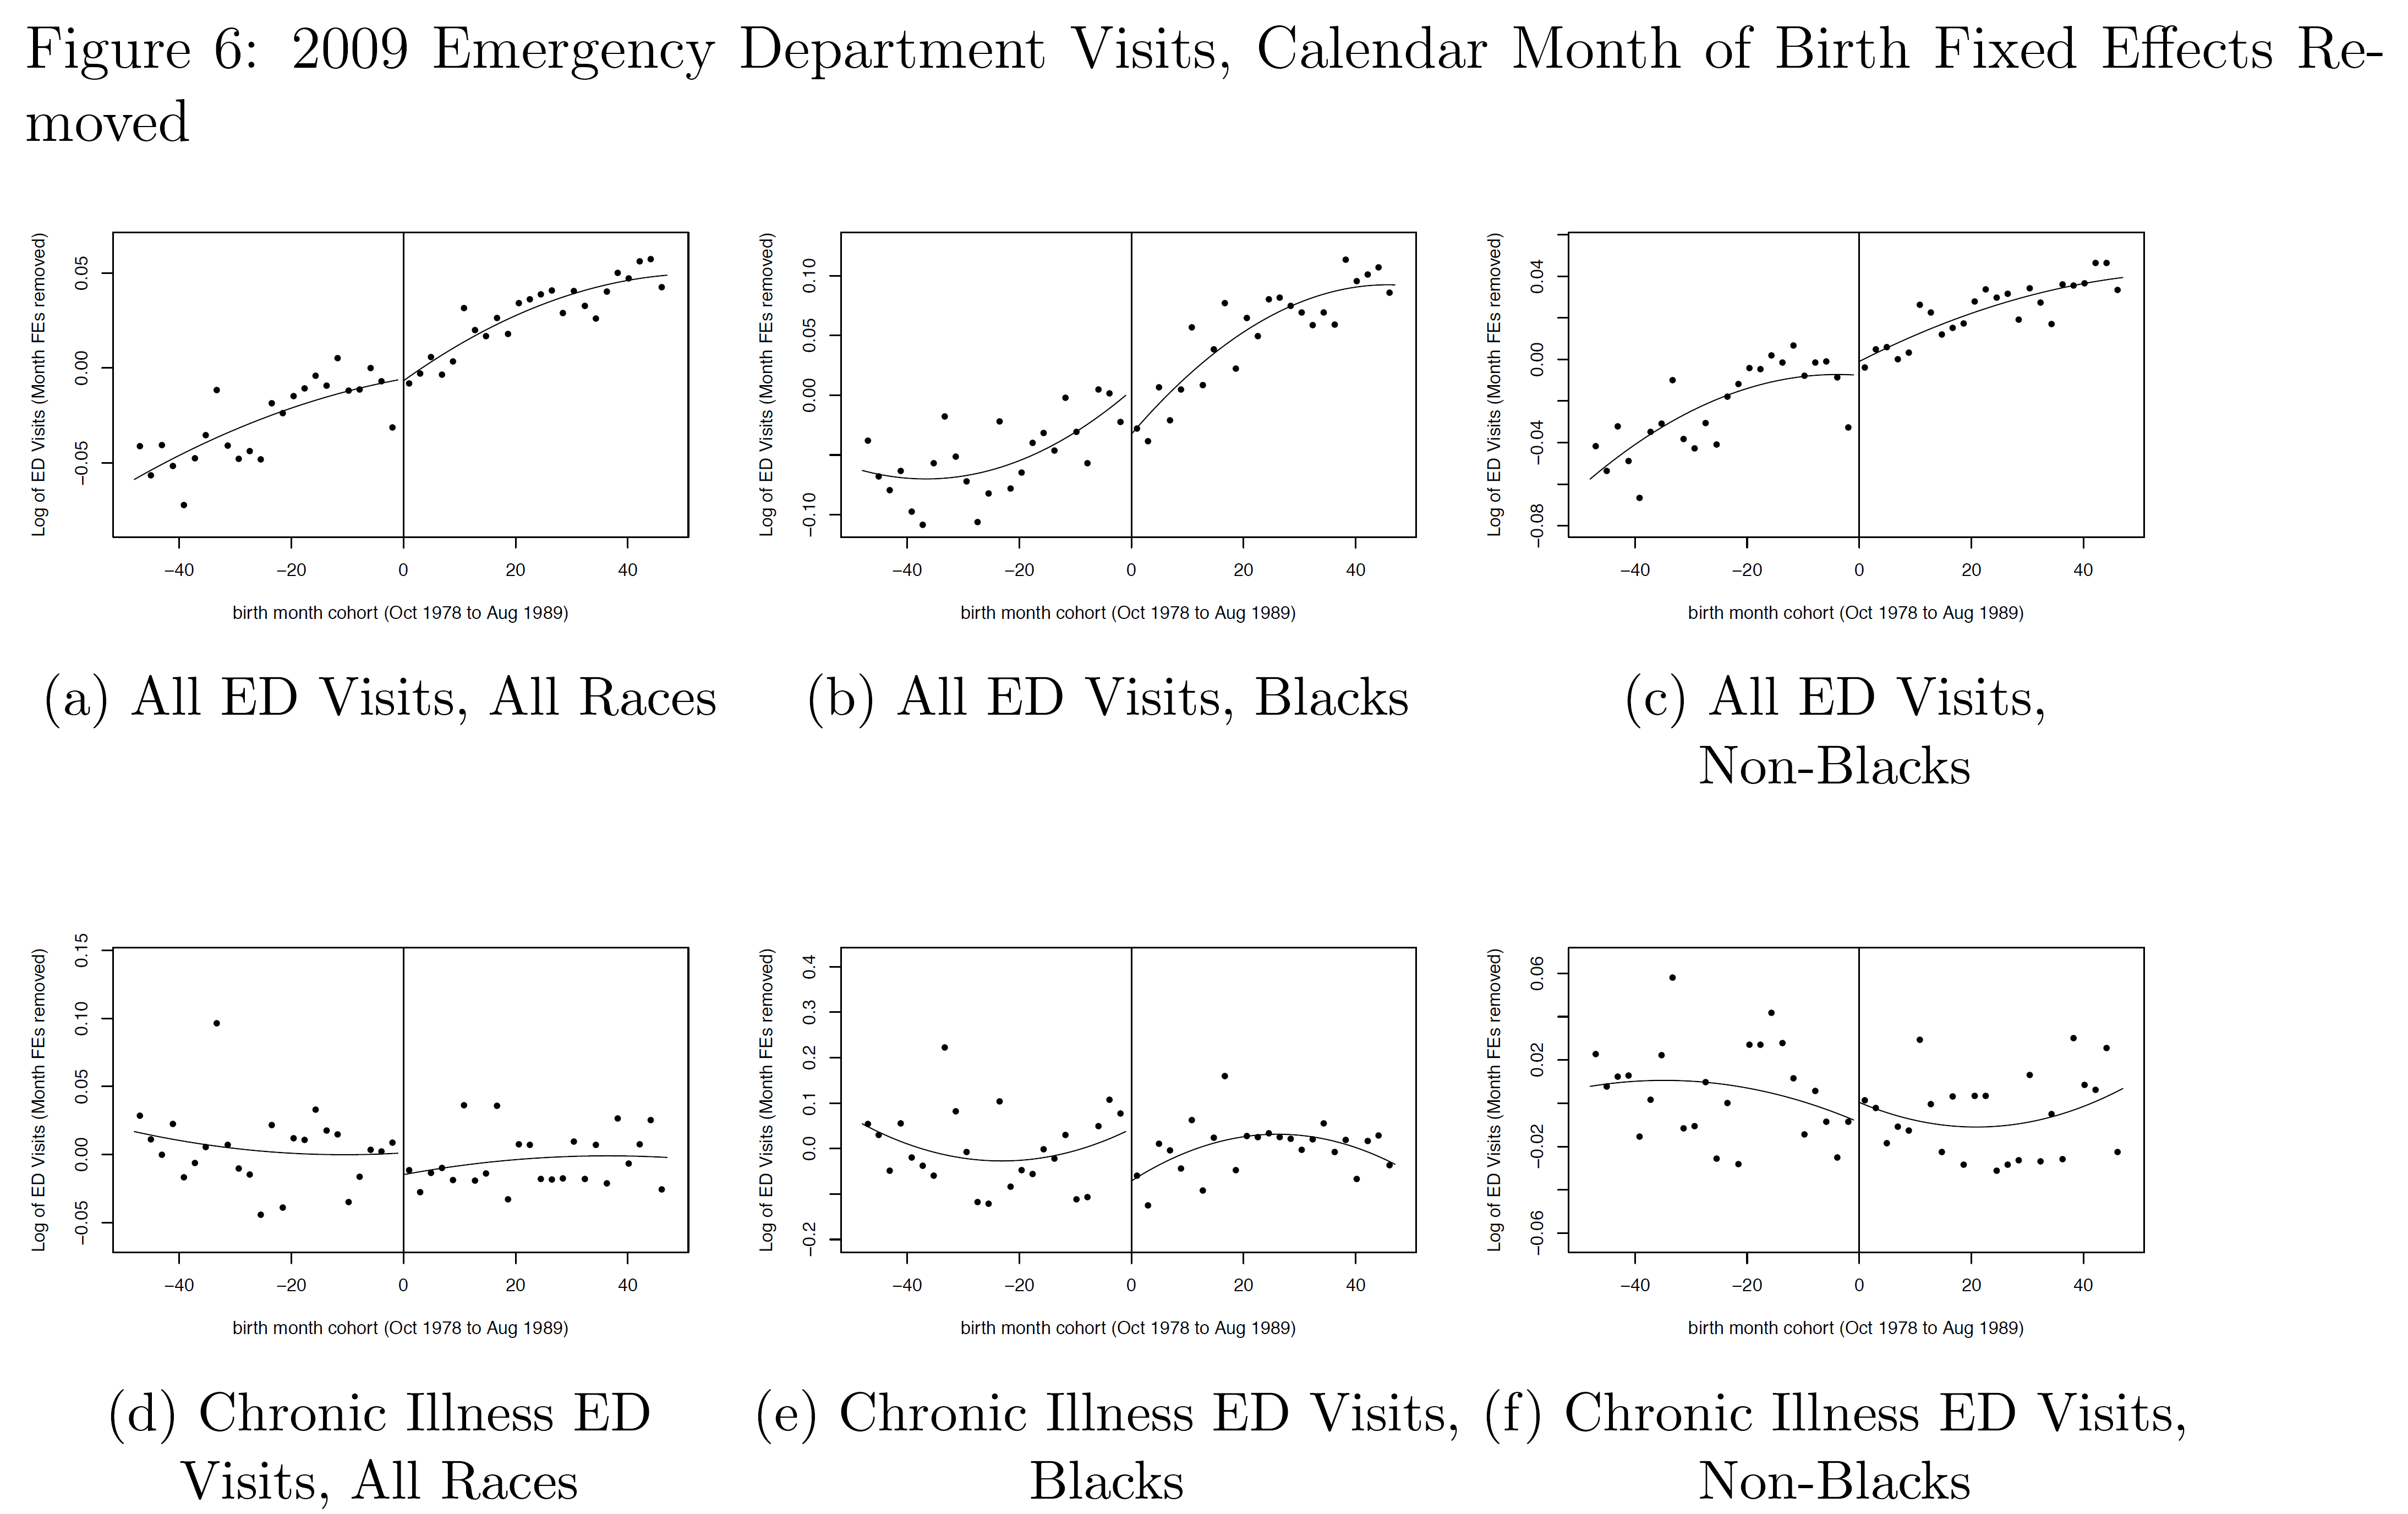 Figure 6: 2009 Emergency Department Visits, Calendar Month of Birth Fixed Effects Re-
moved
Log of ED Visits (Month FEs removed)
0.05
0.00
−0.05
−40 −20 0 20 40
birth month cohort (Oct 1978 to Aug 1989)
(a) All ED Visits, All Races
Log of ED Visits (Month FEs removed)
0.10
0.05
0.00
−0.10
−40 −20 0 20 40
birth month cohort (Oct 1978 to Aug 1989)
(b) All ED Visits, Blacks
Log of ED Visits (Month FEs removed)
0.04
0.00
−0.04
−0.08
−40 −20 0 20 40
birth month cohort (Oct 1978 to Aug 1989)
(c) All ED Visits,
Non-Blacks
Log of ED Visits (Month FEs removed)
0.15
0.10
0.05
0.00
−0.05
−40 −20 0 20 40
birth month cohort (Oct 1978 to Aug 1989)
(d) Chronic Illness ED
Visits, All Races
Log of ED Visits (Month FEs removed)
0.4
0.3
0.2
0.1
0.0
−0.2
−40 −20 0 20 40
birth month cohort (Oct 1978 to Aug 1989)
(e) Chronic Illness ED Visits,
Blacks
Log of ED Visits (Month FEs removed)
0.06
0.02
−0.02
−0.06
−40 −20 0 20 40
birth month cohort (Oct 1978 to Aug 1989)
(f) Chronic Illness ED Visits,
Non-Blacks